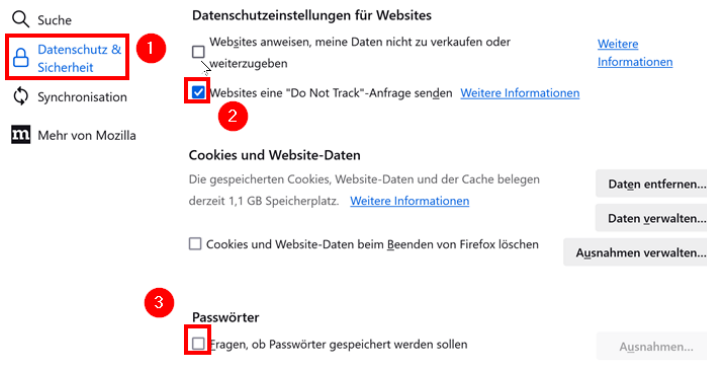 Suche
Datenschutz &
Sicherheit
1
Synchronisation
m Mehr von Mozilla
Datenschutzeinstellungen für Websites
Websites anweisen, meine Daten nicht zu verkaufen oder
weiterzugeben
Weitere
Informationen
Websites eine "Do Not Track"-Anfrage senden Weitere Informationen
2
Cookies und Website-Daten
Die gespeicherten Cookies, Website-Daten und der Cache belegen
derzeit 1,1 GB Speicherplatz. Weitere Informationen
Daten entfernen...
Daten verwalten...
Cookies und Website-Daten beim Beenden von Firefox löschen
Ausnahmen verwalten...
3
Passwörter
Fragen, ob Passwörter gespeichert werden sollen
Ausnahmen...